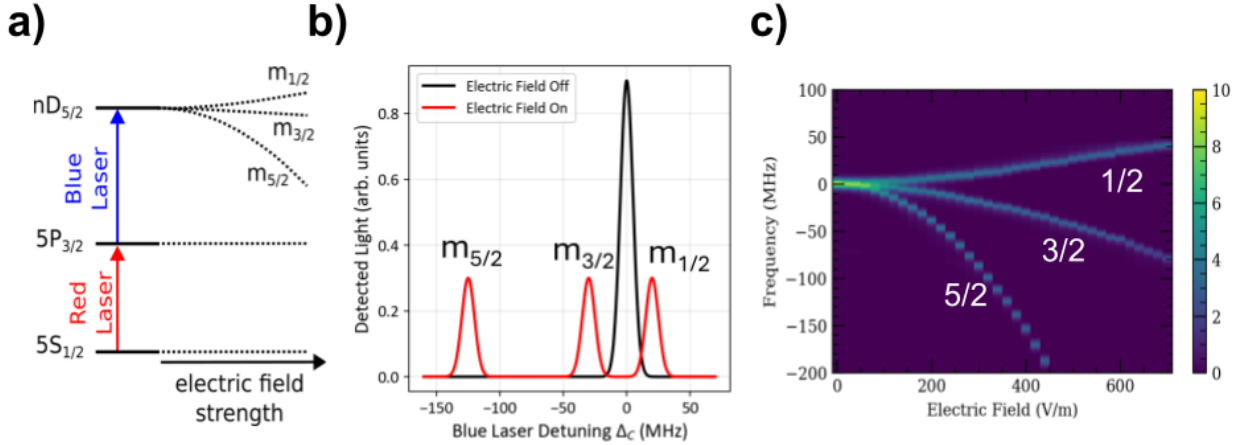 a)
m1/2
nD5/2
m3/2
m5/2
Blue
Laser
5P3/2
Red
Laser
5S1/2
electric field
strength
b)
Electric Field Off
Electric Field On
Detected Light (arb. units)
0.8
0.6
0.4
0.2
0.0
m5/2
m3/2
m1/2
−150
−100
−50
0
50
Blue Laser Detuning ΔC (MHz)
c)
Frequency (MHz)
100
50
0
−50
−100
−150
−200
1/2
3/2
5/2
0
200
400
600
Electric Field (V/m)
10
8
6
4
2
0